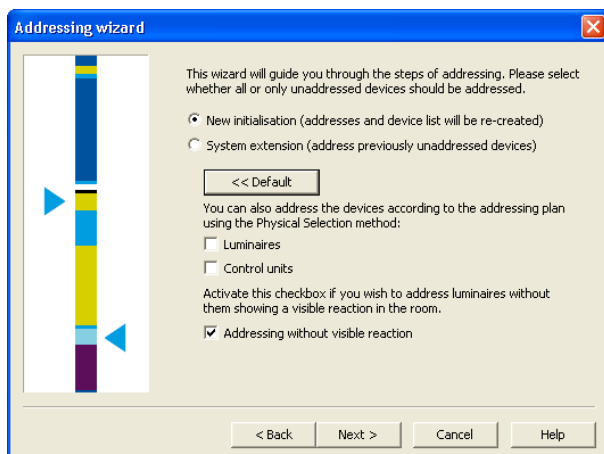 Addressing wizard
This wizard will guide you through the steps of addressing. Please select
whether all or only unaddressed devices should be addressed.
New initialisation (addresses and device list will be re-created)
System extension (address previously unaddressed devices)
<< Default
You can also address the devices according to the addressing plan
using the Physical Selection method:
Luminaires
Control units
Activate this checkbox if you wish to address luminaires without
them showing a visible reaction in the room.
Addressing without visible reaction
< Back Next > Cancel Help